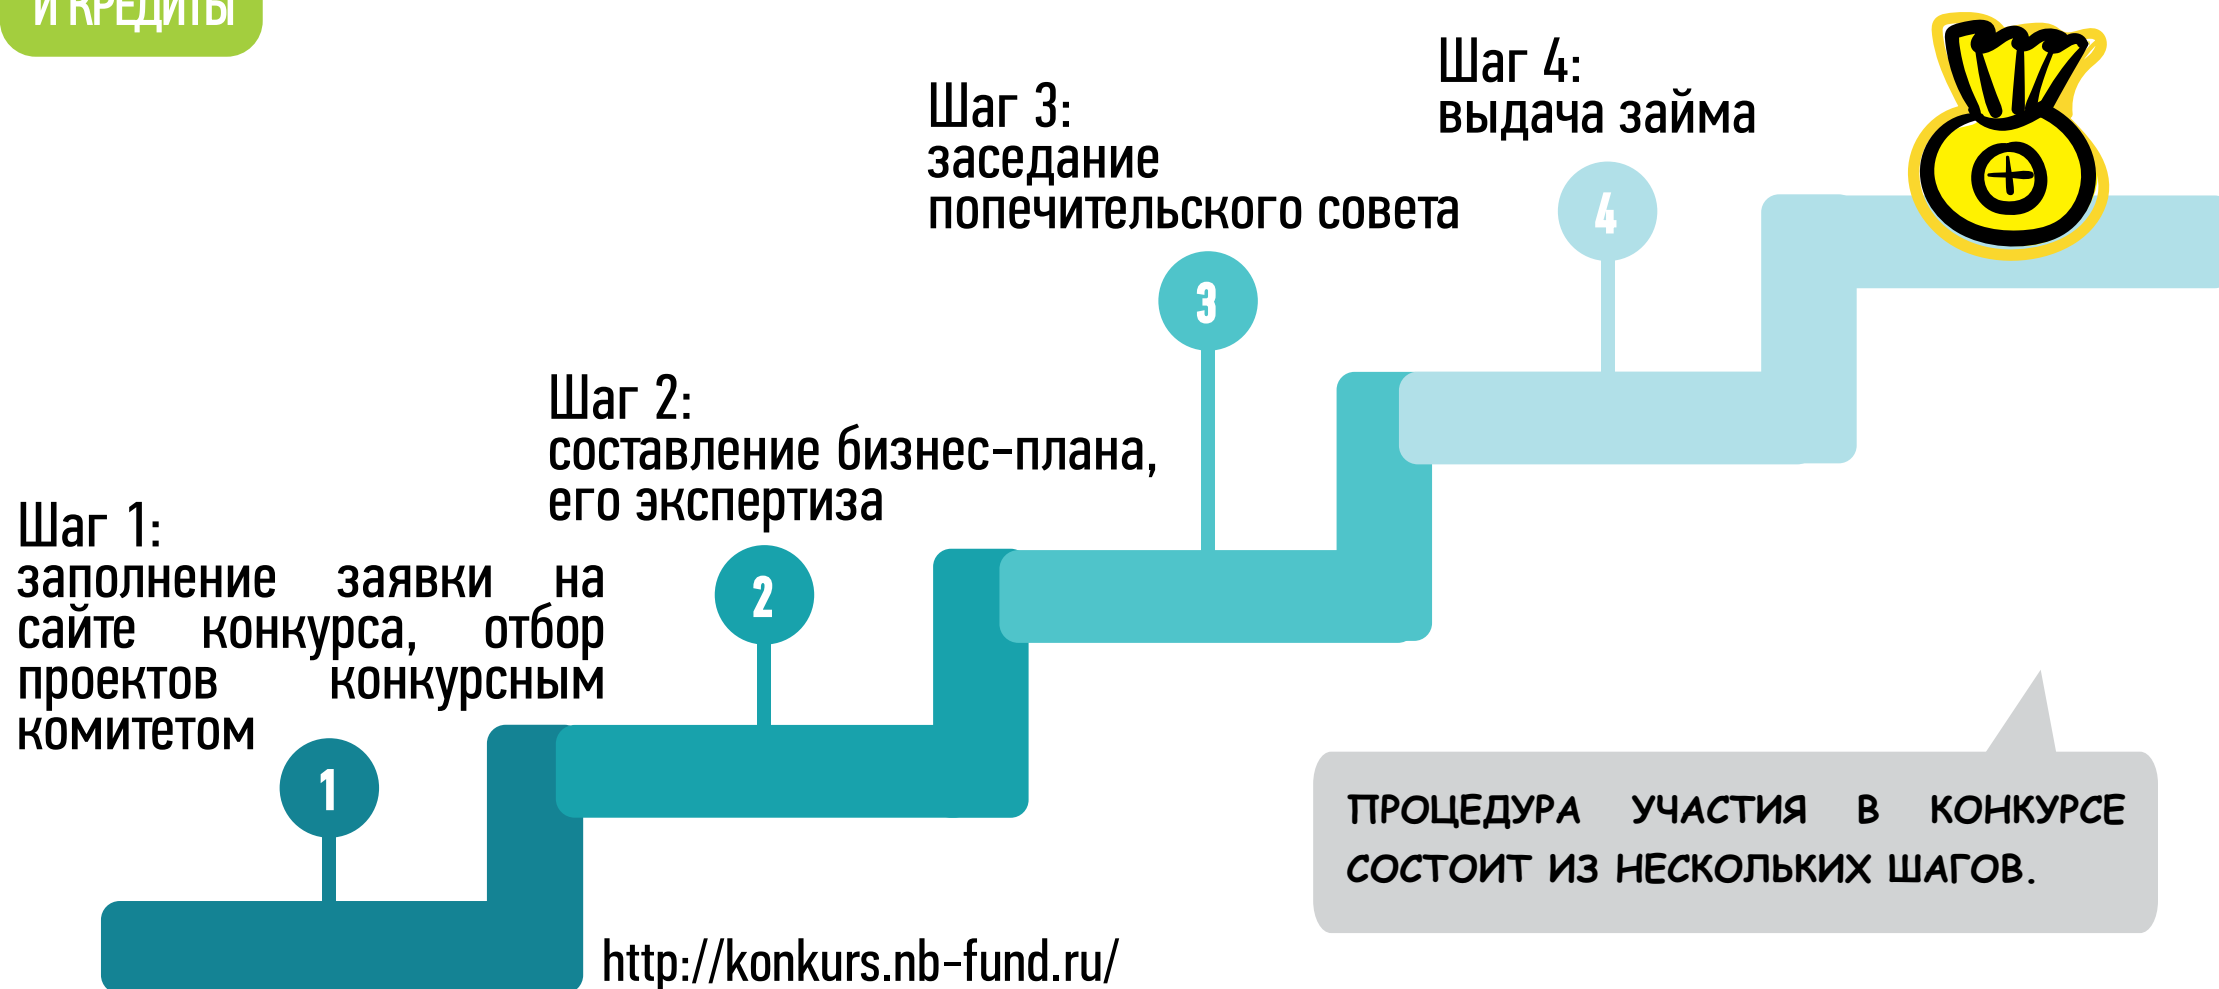 И КРЕДИТЫ
Шаг 1:
заполнение заявки на
сайте конкурса, отбор
проектов конкурсным
комитетом
1
Шаг 2:
составление бизнес-плана,
его экспертиза
2
Шаг 3:
заседание
попечительского совета
3
Шаг 4:
выдача займа
4
ПРОЦЕДУРА УЧАСТИЯ В КОНКУРСЕ
СОСТОИТ ИЗ НЕСКОЛЬКИХ ШАГОВ.
http://konkurs.nb-fund.ru/